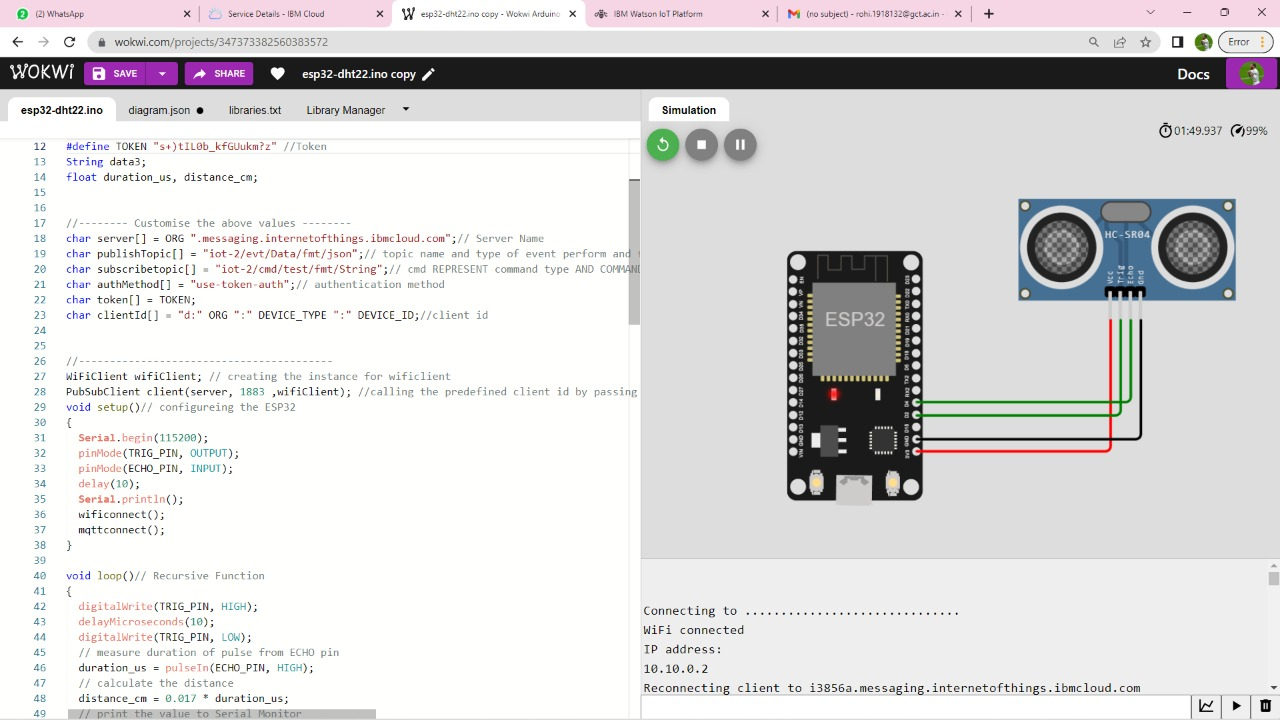 (2) WhatsApp
Service Details - IBM Cloud
esp32-dht22.ino copy - Wokwi Arduino
IBM Watson IoT Platform
(no subject) - rohi.1918132@gct.ac.in -
wokwi.com/projects/347373382560383572
Error
WOKWi
SAVE
SHARE
esp32-dht22.ino copy
Docs
esp32-dht22.ino
diagram.json
libraries.txt
Library Manager
Simulation
01:49.937
99%
12 #define TOKEN "s+)tIL0b_kfGUukm?z" //Token
13 String data3;
14 float duration_us, distance_cm;
15
16
17 //-------- Customise the above values --------
18 char server[] = ORG ".messaging.internetofthings.ibmcloud.com";// Server Name
19 char publishTopic[] = "iot-2/evt/Data/fmt/json";// topic name and type of event perform and
20 char subscribetopic[] = "iot-2/cmd/test/fmt/String";// cmd REPRESENT command type AND COMMAND
21 char authMethod[] = "use-token-auth";// authentication method
22 char token[] = TOKEN;
23 char clientId[] = "d:" ORG ":" DEVICE_TYPE ":" DEVICE_ID;//client id
24
25
26 //-----------------------------------------
27 WiFiClient wifiClient; // creating the instance for wificlient
28 PubSubClient client(server, 1883 ,wifiClient); //calling the predefined client id by passing
29 void setup()// configureing the ESP32
30 {
31 Serial.begin(115200);
32 pinMode(TRIG_PIN, OUTPUT);
33 pinMode(ECHO_PIN, INPUT);
34 delay(10);
35 Serial.println();
36 wificonnect();
37 mqttconnect();
38 }
39
40 void loop()// Recursive Function
41 {
42 digitalWrite(TRIG_PIN, HIGH);
43 delayMicroseconds(10);
44 digitalWrite(TRIG_PIN, LOW);
45 // measure duration of pulse from ECHO pin
46 duration_us = pulseIn(ECHO_PIN, HIGH);
47 // calculate the distance
48 distance_cm = 0.017 * duration_us;
49 // print the value to Serial Monitor
HC-SR04
Vcc
Trig
Echo
Gnd
ESP32
Connecting to .............................
WiFi connected
IP address:
10.10.0.2
Reconnecting client to i3856a.messaging.internetofthings.ibmcloud.com